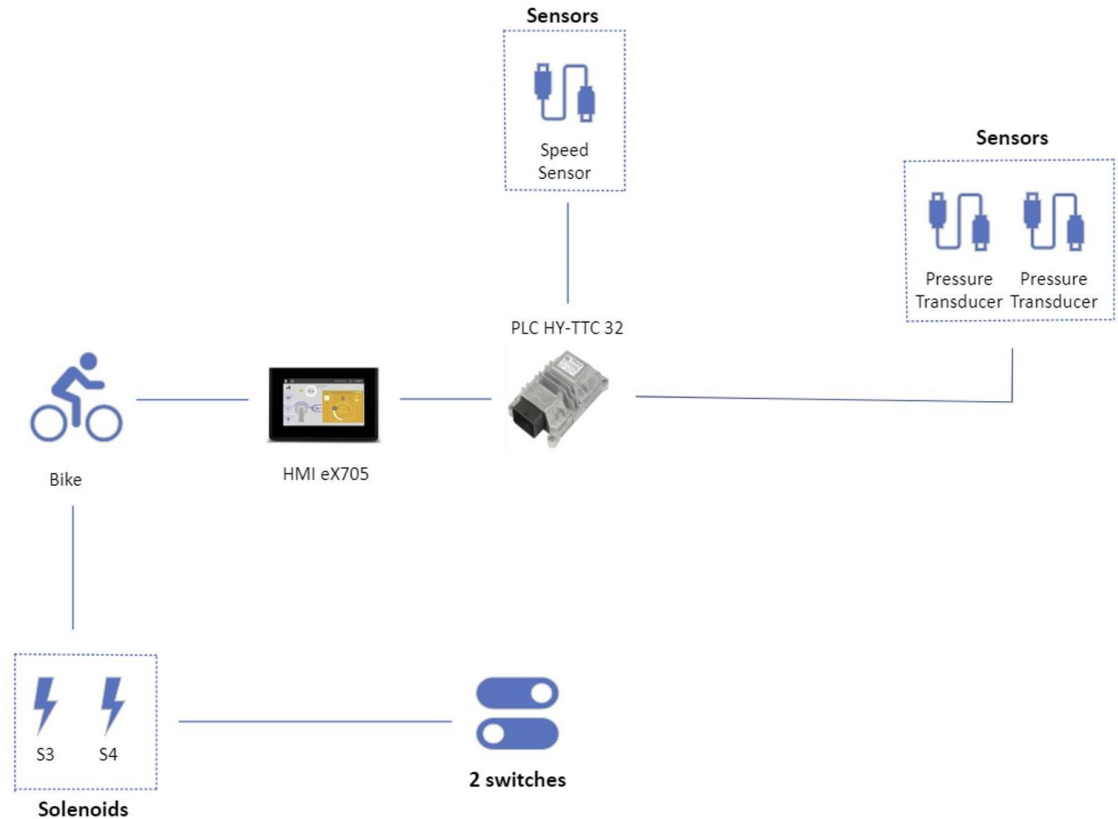 Sensors
Speed
Sensor
Sensors
Pressure
Transducer
Pressure
Transducer
PLC HY-TTC 32
HMI eX705
Bike
S3
S4
Solenoids
2 switches